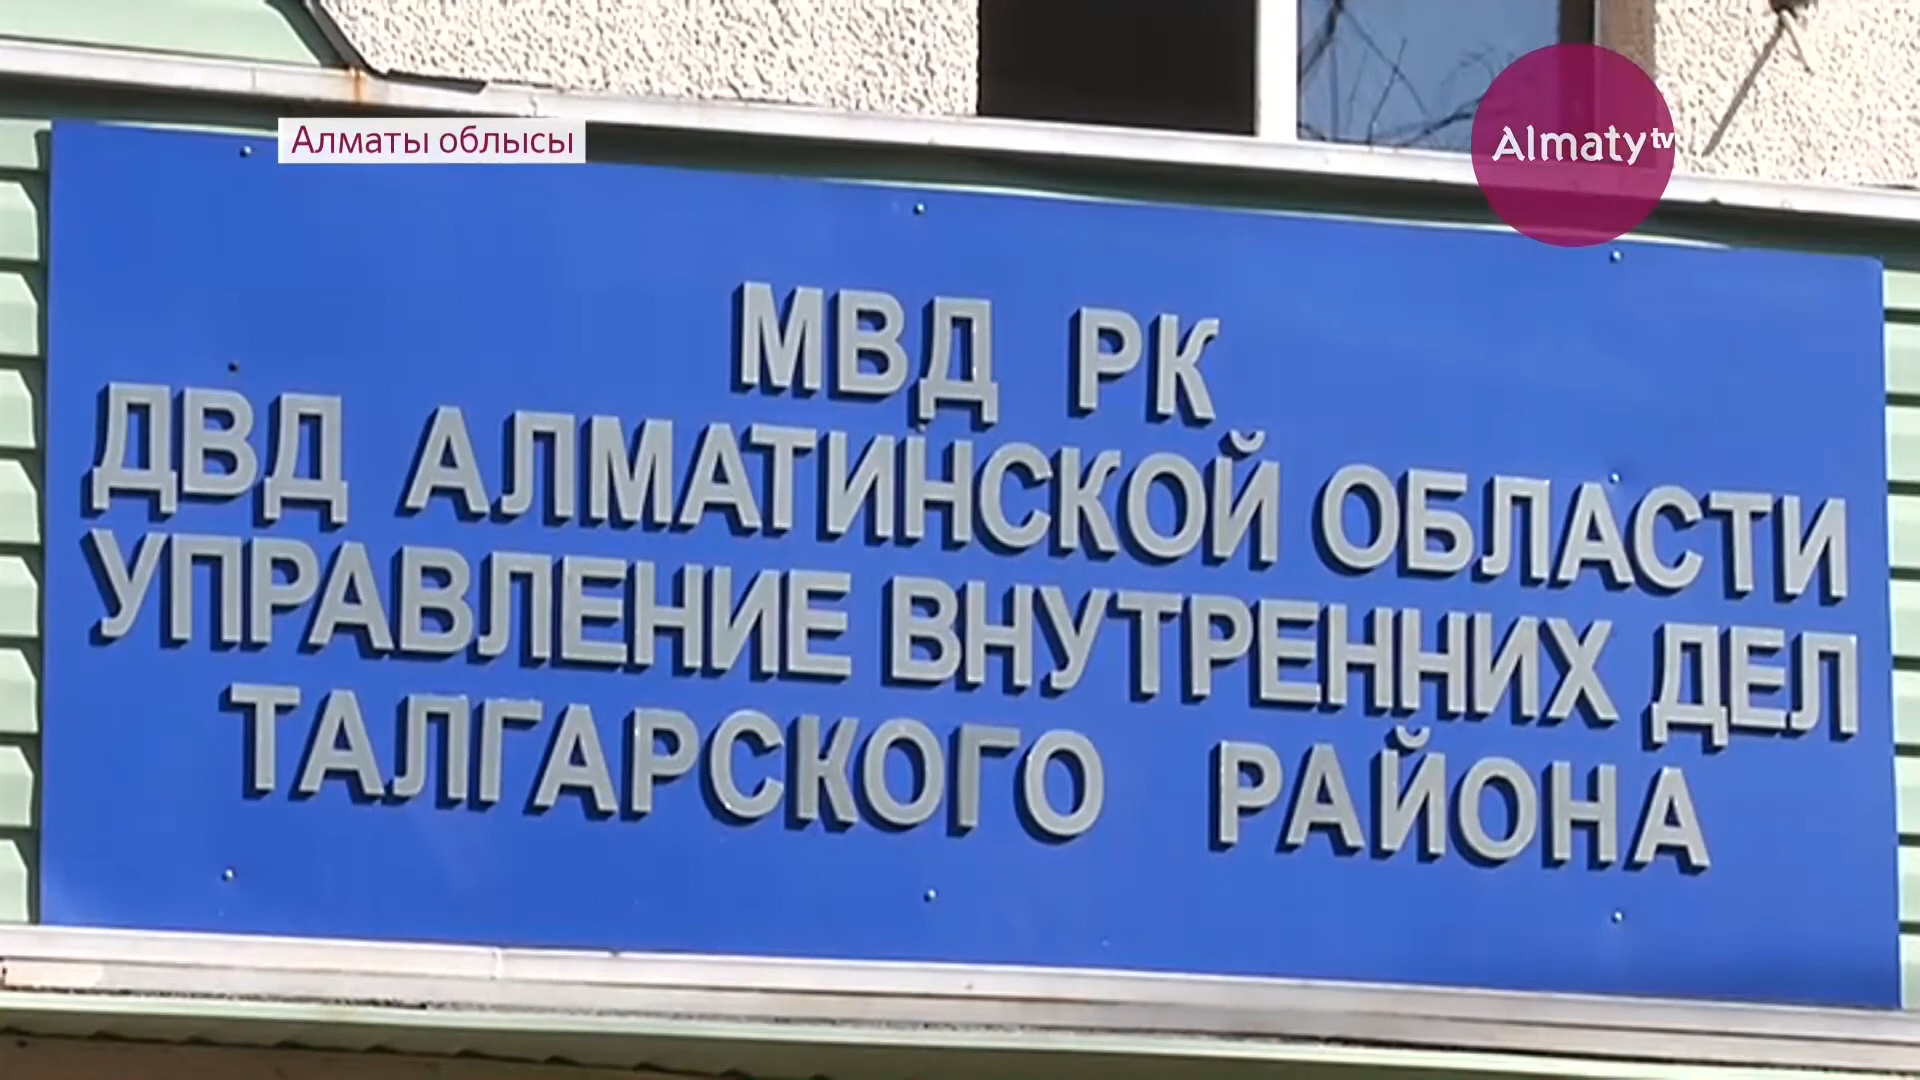 Алматы облысы
Almaty tv
МВД РК
ДВД АЛМАТИНСКОЙ ОБЛАСТИ
УПРАВЛЕНИЕ ВНУТРЕННИХ ДЕЛ
ТАЛГАРСКОГО РАЙОНА